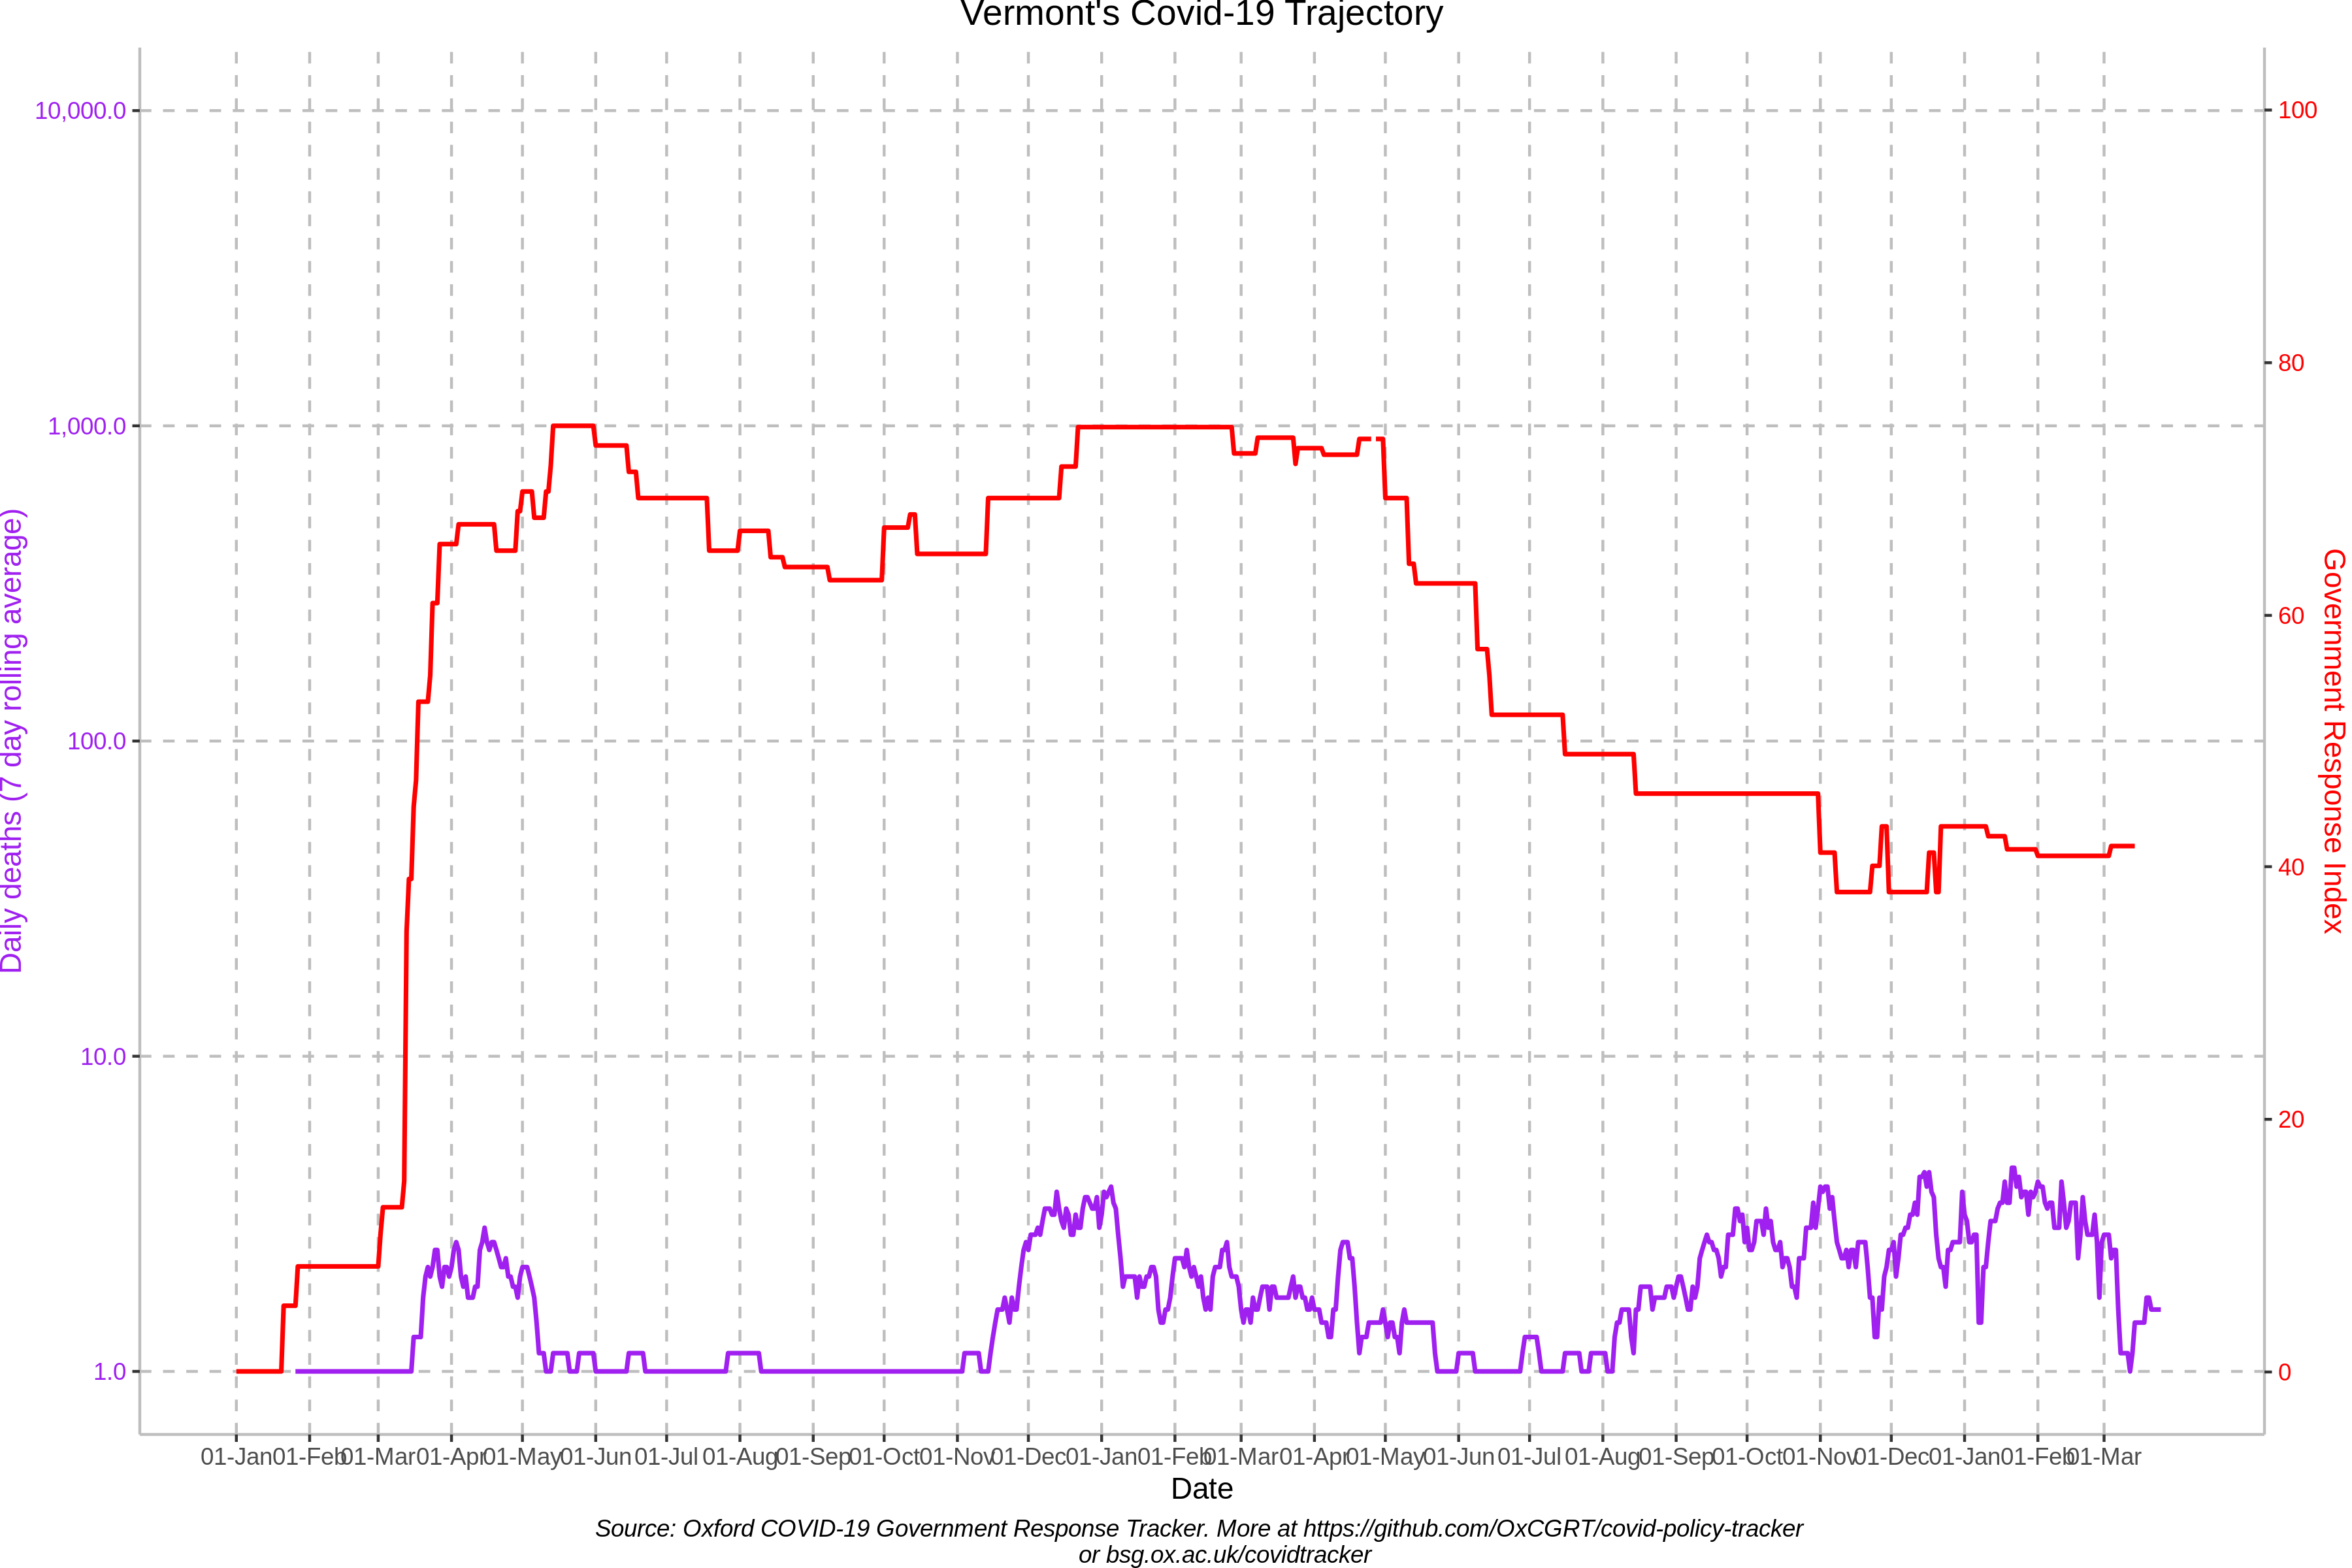 Vermont's Covid-19 Trajectory
10,000.0
1,000.0
100.0
10.0
1.0
Daily deaths (7 day rolling average)
100
80
60
40
20
0
Government Response Index
01-Jan 01-Feb 01-Mar 01-Apr 01-May 01-Jun 01-Jul 01-Aug 01-Sep 01-Oct 01-Nov 01-Dec 01-Jan 01-Feb 01-Mar 01-Apr 01-May 01-Jun 01-Jul 01-Aug 01-Sep 01-Oct 01-Nov 01-Dec 01-Jan 01-Feb 01-Mar
Date
Source: Oxford COVID-19 Government Response Tracker. More at https://github.com/OxCGRT/covid-policy-tracker
or bsg.ox.ac.uk/covidtracker